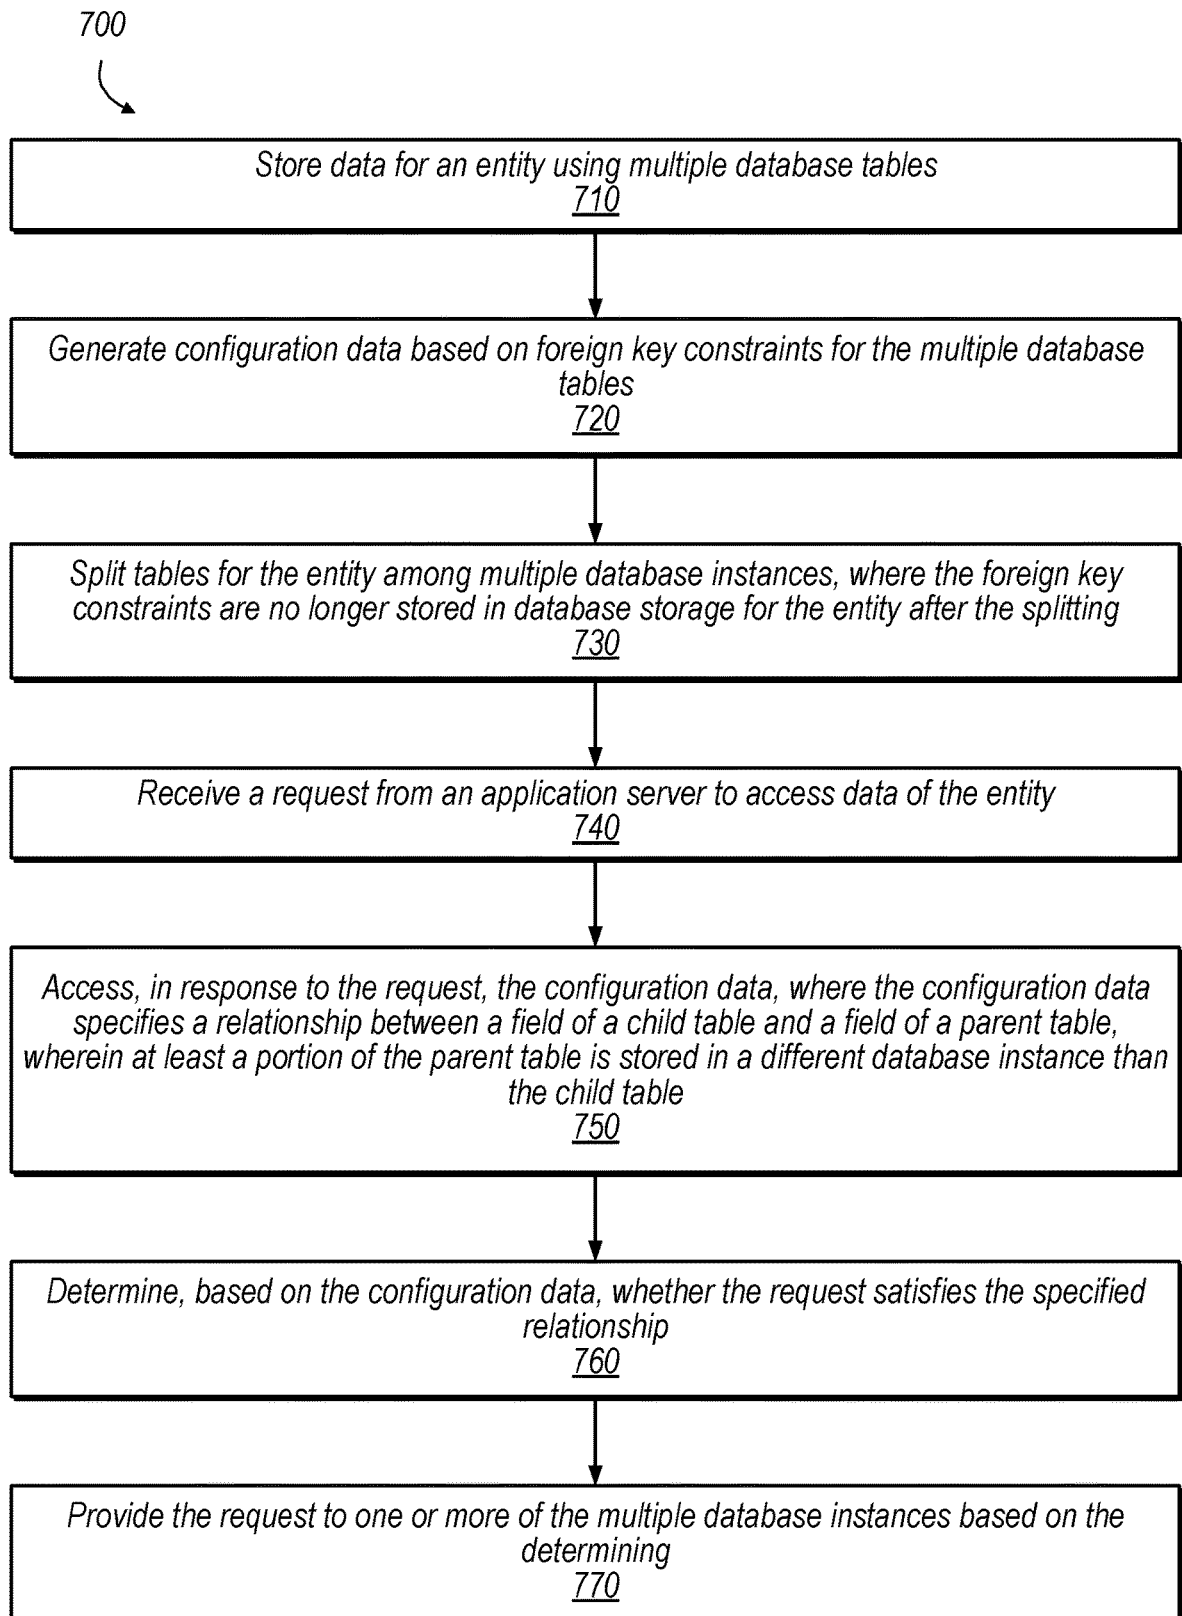 700
Store data for an entity using multiple database tables
710
Generate configuration data based on foreign key constraints for the multiple database
tables
720
Split tables for the entity among multiple database instances, where the foreign key
constraints are no longer stored in database storage for the entity after the splitting
730
Receive a request from an application server to access data of the entity
740
Access, in response to the request, the configuration data, where the configuration data
specifies a relationship between a field of a child table and a field of a parent table,
wherein at least a portion of the parent table is stored in a different database instance than
the child table
750
Determine, based on the configuration data, whether the request satisfies the specified
relationship
760
Provide the request to one or more of the multiple database instances based on the
determining
770